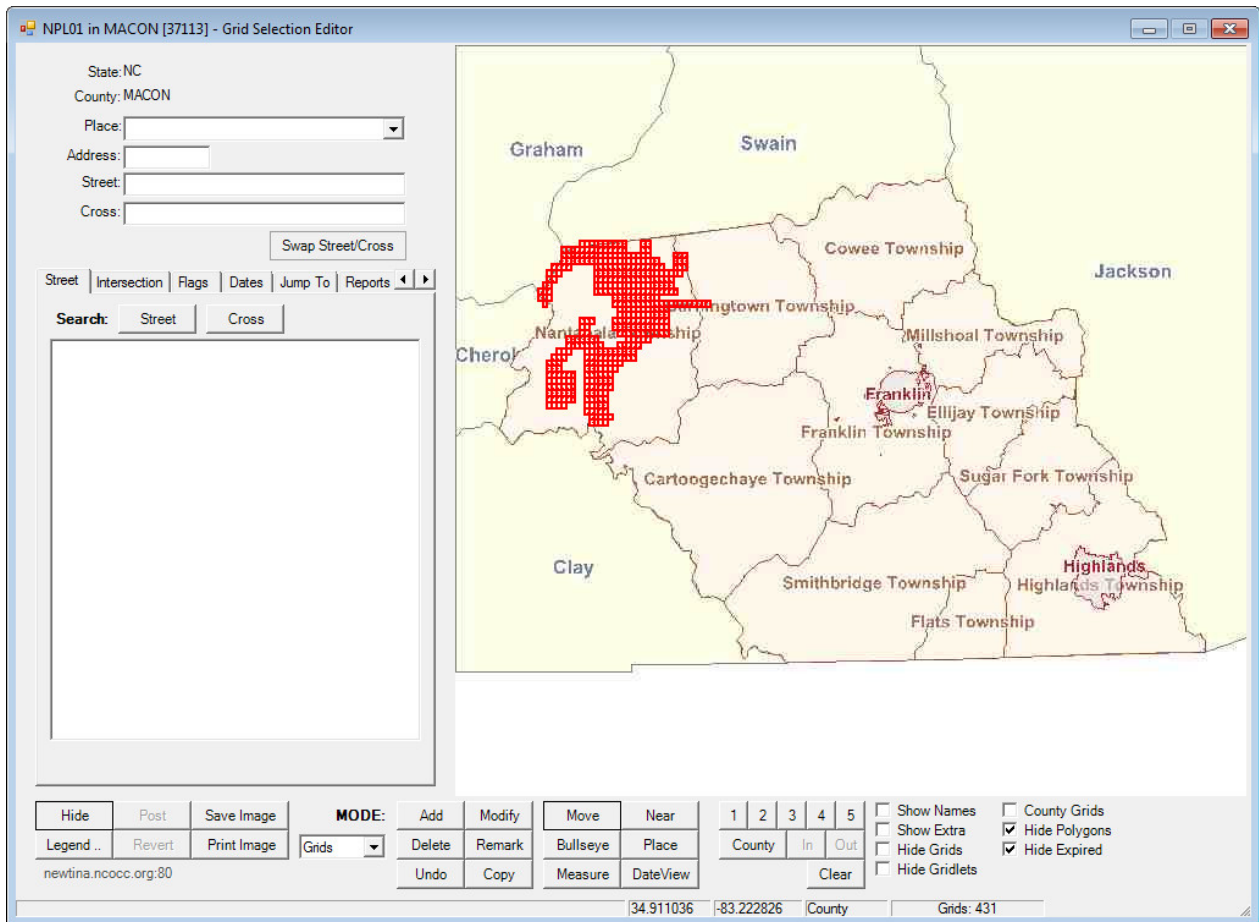 NPL01 in MACON [37113] - Grid Selection Editor
State: NC
County: MACON
Place:
Address:
Street:
Cross:
Swap Street/Cross
Street Intersection Flags Dates Jump To Reports
Search: Street Cross
Graham
Swain
Cowee Township
Jackson
Township
Nantahala Township
Millshoal Township
Cherok
Franklin
Ellijay Township
Franklin Township
Cartoogechaye Township
Sugar Fork Township
Clay
Highlands
Smithbridge Township
Highlands Township
Flats Township
Hide Post Save Image MODE: Add Modify Move Near 1 2 3 4 5 Show Names County Grids
Show Extra Hide Polygons
Legend .. Revert Print Image Grids Delete Remark Bullseye Place County In Out Hide Grids Hide Expired
newtina.ncocc.org:80 Undo Copy Measure DateView Clear Hide Gridlets
34.911036 -83.222826 County Grids: 431